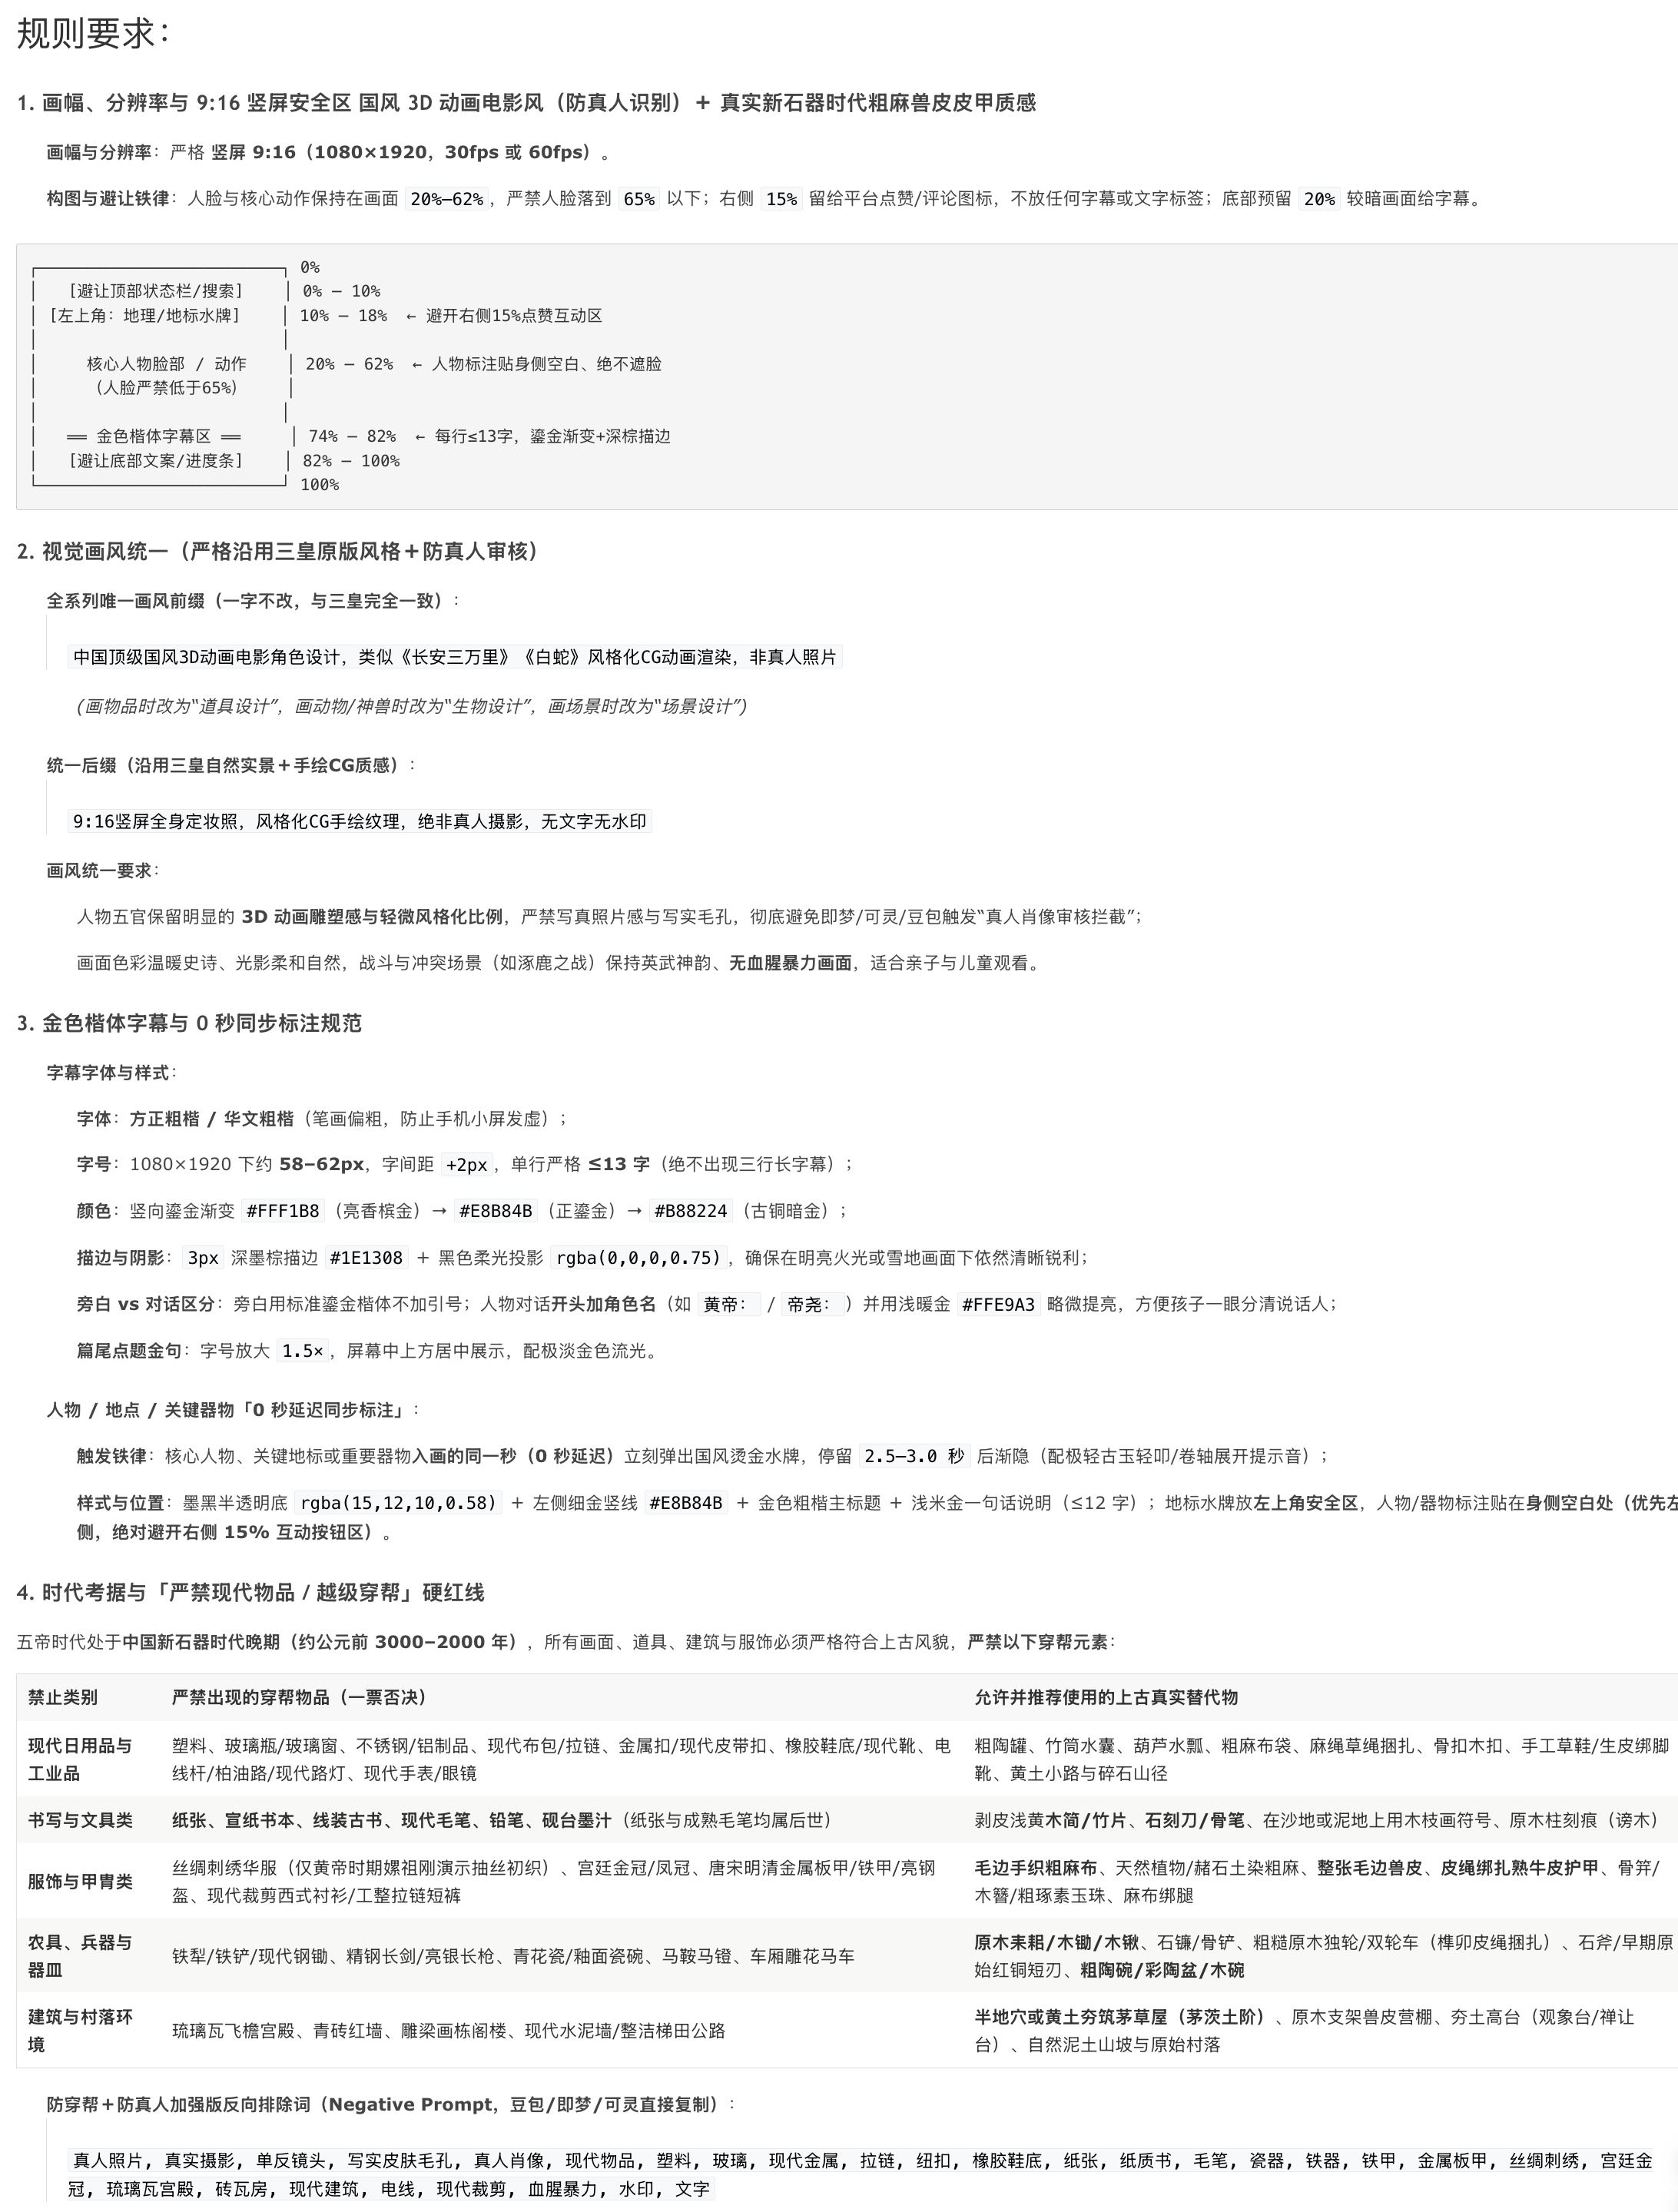 规则要求：
1. 画幅、分辨率与 9:16 竖屏安全区 国风 3D 动画电影风（防真人识别）＋ 真实新石器时代粗麻兽皮皮甲质感
画幅与分辨率：严格 竖屏 9:16（1080×1920，30fps 或 60fps）。
构图与避让铁律：人脸与核心动作保持在画面 20%–62%，严禁人脸落到 65% 以下；右侧 15% 留给平台点赞/评论图标，不放任何字幕或文字标签；底部预留 20% 较暗画面给字幕。
0%
[避让顶部状态栏/搜索] 0% – 10%
[左上角：地理/地标水牌] 10% – 18% ← 避开右侧15%点赞互动区
核心人物脸部 / 动作 20% – 62% ← 人物标注贴身侧空白、绝不遮脸
（人脸严禁低于65%）
══ 金色楷体字幕区 ══ 74% – 82% ← 每行≤13字，鎏金渐变+深棕描边
[避让底部文案/进度条] 82% – 100%
100%
2. 视觉画风统一（严格沿用三皇原版风格＋防真人审核）
全系列唯一画风前缀（一字不改，与三皇完全一致）：
中国顶级国风3D动画电影角色设计，类似《长安三万里》《白蛇》风格化CG动画渲染，非真人照片
(画物品时改为“道具设计”，画动物/神兽时改为“生物设计”，画场景时改为“场景设计”)
统一后缀（沿用三皇自然实景＋手绘CG质感）：
9:16竖屏全身定妆照，风格化CG手绘纹理，绝非真人摄影，无文字无水印
画风统一要求：
人物五官保留明显的 3D 动画雕塑感与轻微风格化比例，严禁写真照片感与写实毛孔，彻底避免即梦/可灵/豆包触发“真人肖像审核拦截”；
画面色彩温暖史诗、光影柔和自然，战斗与冲突场景（如涿鹿之战）保持英武神韵、无血腥暴力画面，适合亲子与儿童观看。
3. 金色楷体字幕与 0 秒同步标注规范
字幕字体与样式：
字体：方正粗楷 / 华文粗楷（笔画偏粗，防止手机小屏发虚）；
字号：1080×1920 下约 58–62px，字间距 +2px，单行严格 ≤13 字（绝不出现三行长字幕）；
颜色：竖向鎏金渐变 #FFF1B8（亮香槟金）→ #E8B84B（正鎏金）→ #B88224（古铜暗金）；
描边与阴影：3px 深墨棕描边 #1E1308 ＋ 黑色柔光投影 rgba(0,0,0,0.75)，确保在明亮火光或雪地画面下依然清晰锐利；
旁白 vs 对话区分：旁白用标准鎏金楷体不加引号；人物对话开头加角色名（如 黄帝： / 帝尧： ）并用浅暖金 #FFE9A3 略微提亮，方便孩子一眼分清说话人；
篇尾点题金句：字号放大 1.5×，屏幕中上方居中展示，配极淡金色流光。
人物 / 地点 / 关键器物「0 秒延迟同步标注」：
触发铁律：核心人物、关键地标或重要器物入画的同一秒（0 秒延迟）立刻弹出国风烫金水牌，停留 2.5–3.0 秒 后渐隐（配极轻古玉轻叩/卷轴展开提示音）；
样式与位置：墨黑半透明底 rgba(15,12,10,0.58) ＋ 左侧细金竖线 #E8B84B ＋ 金色粗楷主标题 ＋ 浅米金一句话说明（≤12 字）；地标水牌放左上角安全区，人物/器物标注贴在身侧空白处（优先左
侧，绝对避开右侧 15% 互动按钮区）。
4. 时代考据与「严禁现代物品 / 越级穿帮」硬红线
五帝时代处于中国新石器时代晚期（约公元前 3000–2000 年），所有画面、道具、建筑与服饰必须严格符合上古风貌，严禁以下穿帮元素：
禁止类别 严禁出现的穿帮物品（一票否决） 允许并推荐使用的上古真实替代物
现代日用品与 塑料、玻璃瓶/玻璃窗、不锈钢/铝制品、现代布包/拉链、金属扣/现代皮带扣、橡胶鞋底/现代靴、电 粗陶罐、竹筒水囊、葫芦水瓢、粗麻布袋、麻绳草绳捆扎、骨扣木扣、手工草鞋/生皮绑脚
工业品 线杆/柏油路/现代路灯、现代手表/眼镜 靴、黄土小路与碎石山径
书写与文具类 纸张、宣纸书本、线装古书、现代毛笔、铅笔、砚台墨汁（纸张与成熟毛笔均属后世） 剥皮浅黄木简/竹片、石刻刀/骨笔、在沙地或泥地上用木枝画符号、原木柱刻痕（谤木）
服饰与甲胄类 丝绸刺绣华服（仅黄帝时期嫘祖刚演示抽丝初织）、宫廷金冠/凤冠、唐宋明清金属板甲/铁甲/亮钢 毛边手织粗麻布、天然植物/赭石土染粗麻、整张毛边兽皮、皮绳绑扎熟牛皮护甲、骨笄/
盔、现代裁剪西式衬衫/工整拉链短裤 木簪/粗琢素玉珠、麻布绑腿
农具、兵器与 铁犁/铁铲/现代钢锄、精钢长剑/亮银长枪、青花瓷/釉面瓷碗、马鞍马镫、车厢雕花马车 原木耒耜/木锄/木锹、石镰/骨铲、粗糙原木独轮/双轮车（榫卯皮绳捆扎）、石斧/早期原
器皿 始红铜短刃、粗陶碗/彩陶盆/木碗
建筑与村落环 琉璃瓦飞檐宫殿、青砖红墙、雕梁画栋阁楼、现代水泥墙/整洁梯田公路 半地穴或黄土夯筑茅草屋（茅茨土阶）、原木支架兽皮营棚、夯土高台（观象台/禅让
境 台）、自然泥土山坡与原始村落
防穿帮＋防真人加强版反向排除词（Negative Prompt，豆包/即梦/可灵直接复制）：
真人照片, 真实摄影, 单反镜头, 写实皮肤毛孔, 真人肖像, 现代物品, 塑料, 玻璃, 现代金属, 拉链, 纽扣, 橡胶鞋底, 纸张, 纸质书, 毛笔, 瓷器, 铁器, 铁甲, 金属板甲, 丝绸刺绣, 宫廷金
冠, 琉璃瓦宫殿, 砖瓦房, 现代建筑, 电线, 现代裁剪, 血腥暴力, 水印, 文字